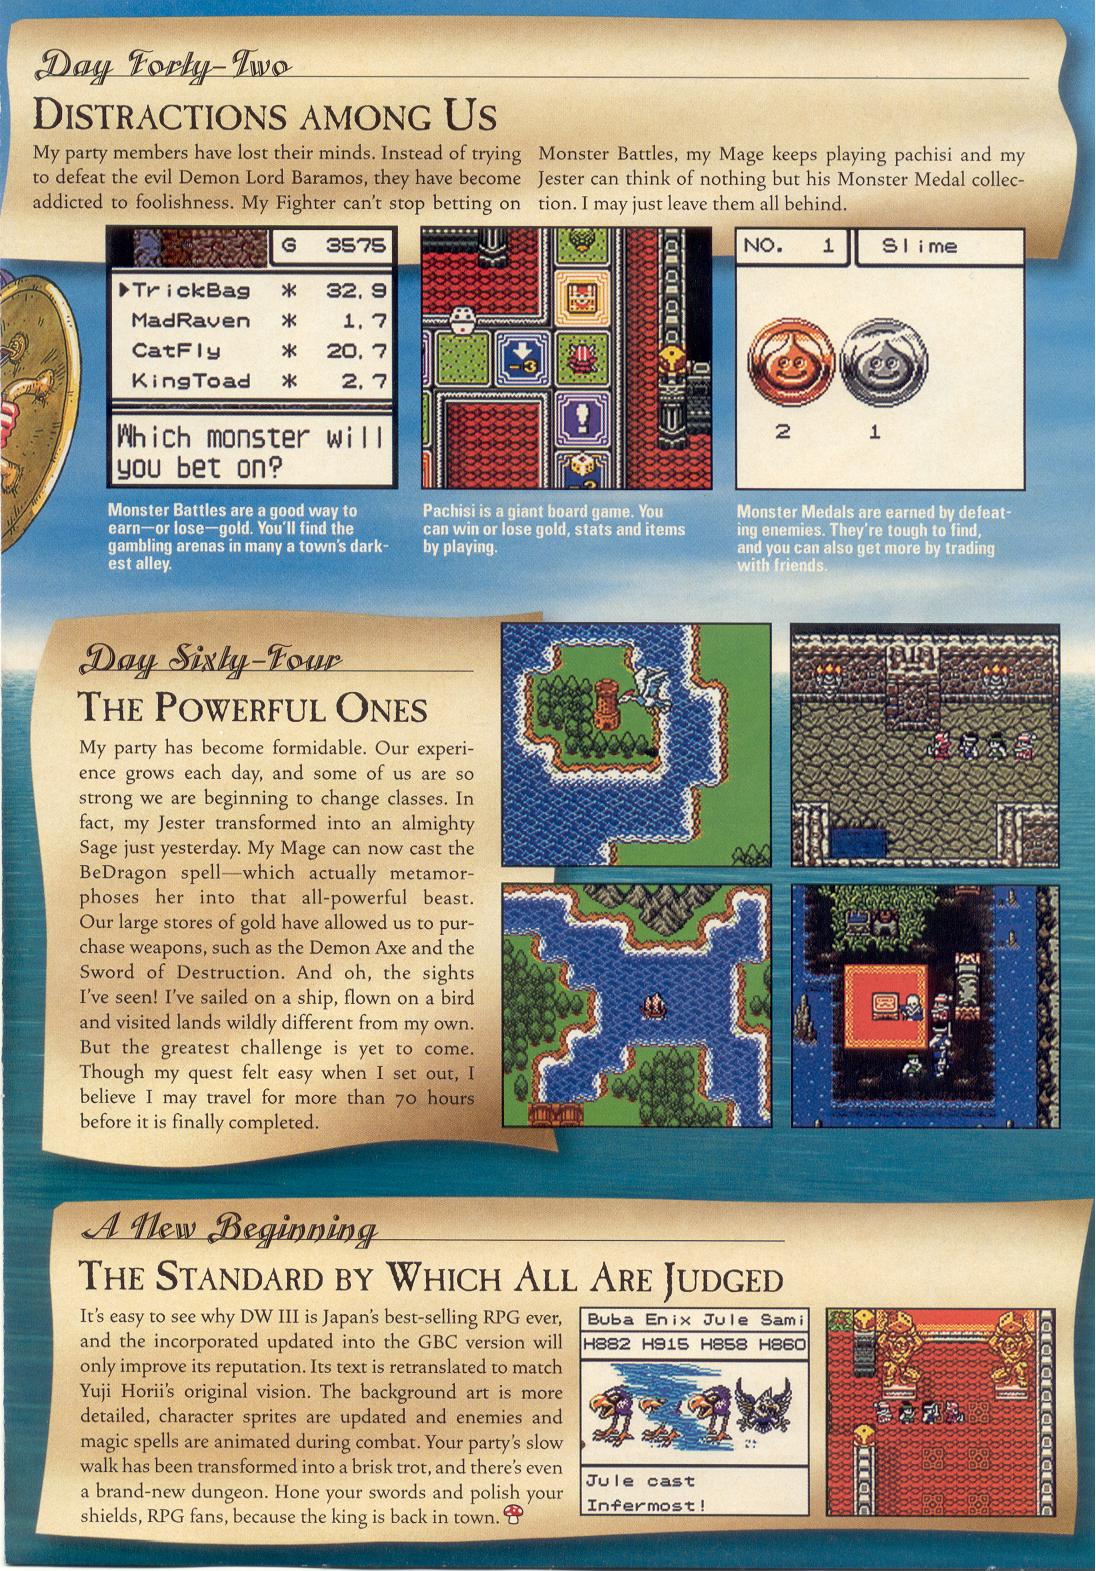 Day Forty-Two
DISTRACTIONS AMONG US
My party members have lost their minds. Instead of trying
to defeat the evil Demon Lord Baramos, they have become
addicted to foolishness. My Fighter can't stop betting on
Monster Battles, my Mage keeps playing pachisi and my
Jester can think of nothing but his Monster Medal collec-
tion. I may just leave them all behind.
G 3575
TrickBag * 32, 9
MadRaven * 1, 7
CatFly * 20, 7
KingToad * 2, 7
Which monster will
you bet on?
-3
!
-3
NO. 1 Slime
2 1
Monster Battles are a good way to
earn—or lose—gold. You'll find the
gambling arenas in many a town's dark-
est alley.
Pachisi is a giant board game. You
can win or lose gold, stats and items
by playing.
Monster Medals are earned by defeat-
ing enemies. They're tough to find,
and you can also get more by trading
with friends.
Day Sixty-Four
THE POWERFUL ONES
My party has become formidable. Our experi-
ence grows each day, and some of us are so
strong we are beginning to change classes. In
fact, my Jester transformed into an almighty
Sage just yesterday. My Mage can now cast the
BeDragon spell—which actually metamor-
phoses her into that all-powerful beast.
Our large stores of gold have allowed us to pur-
chase weapons, such as the Demon Axe and the
Sword of Destruction. And oh, the sights
I've seen! I've sailed on a ship, flown on a bird
and visited lands wildly different from my own.
But the greatest challenge is yet to come.
Though my quest felt easy when I set out, I
believe I may travel for more than 70 hours
before it is finally completed.
A New Beginning
THE STANDARD BY WHICH ALL ARE JUDGED
It's easy to see why DW III is Japan's best-selling RPG ever,
and the incorporated updated into the GBC version will
only improve its reputation. Its text is retranslated to match
Yuji Horii's original vision. The background art is more
detailed, character sprites are updated and enemies and
magic spells are animated during combat. Your party's slow
walk has been transformed into a brisk trot, and there's even
a brand-new dungeon. Hone your swords and polish your
shields, RPG fans, because the king is back in town.
Buba Enix Jule Sami
H882 H915 H858 H860
Jule cast
Infermost!